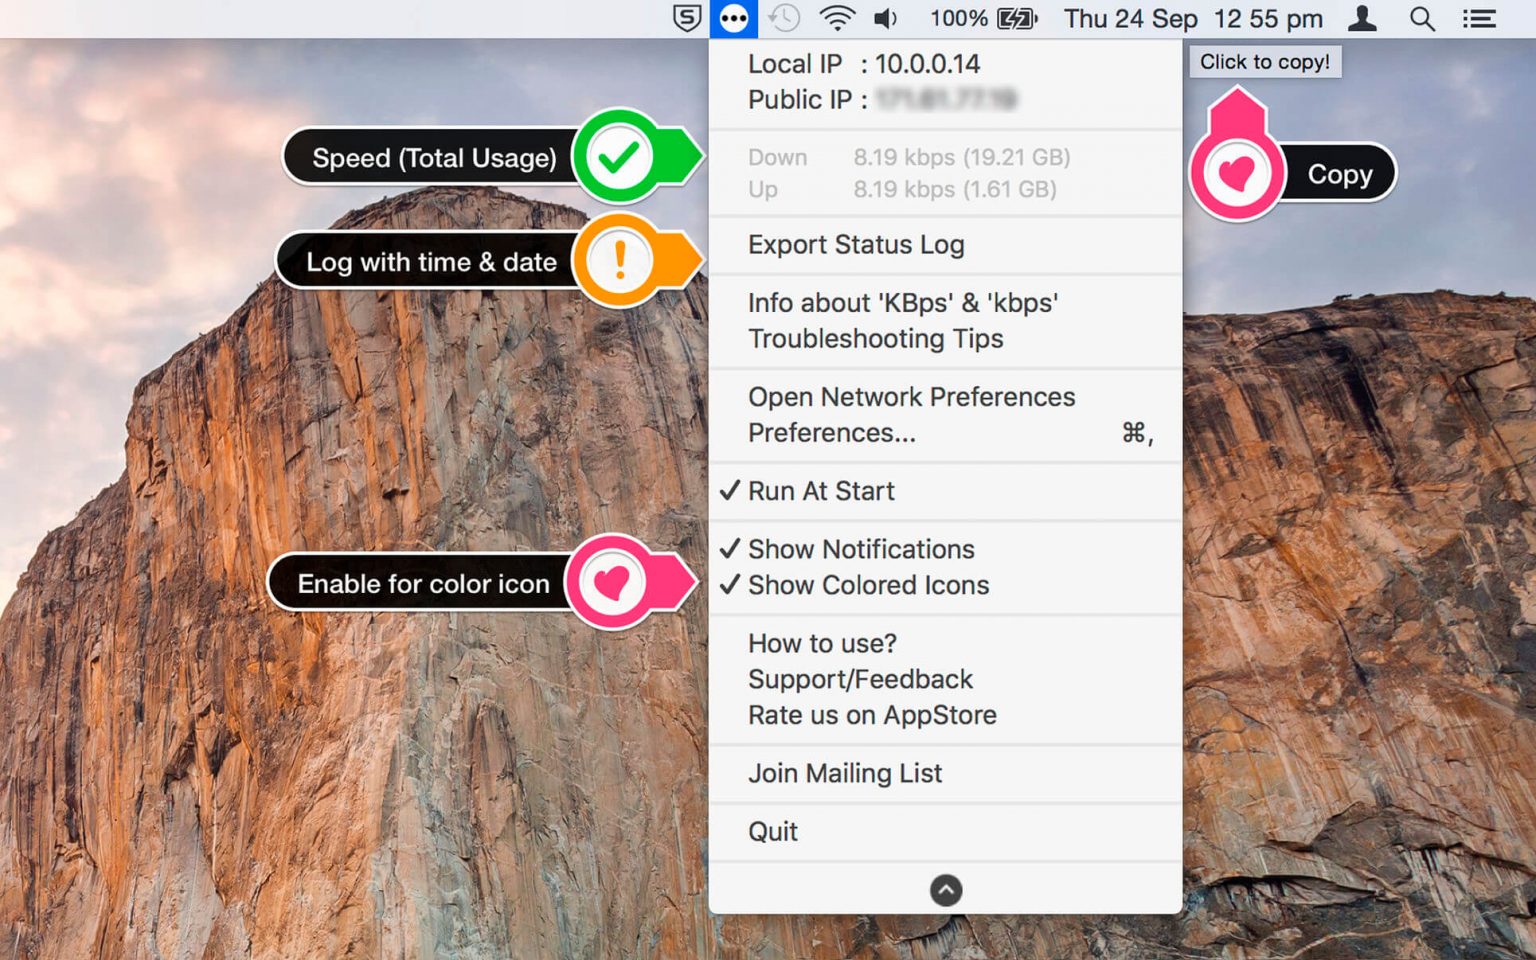 100%
Thu 24 Sep 12 55 pm
Local IP : 10.0.0.14
Click to copy!
Public IP :
Speed (Total Usage)
Down 8.19 kbps (19.21 GB)
Up 8.19 kbps (1.61 GB)
Copy
Log with time & date
Export Status Log
Info about 'KBps' & 'kbps'
Troubleshooting Tips
Open Network Preferences
Preferences... ⌘,
✓ Run At Start
✓ Show Notifications
Enable for color icon
✓ Show Colored Icons
How to use?
Support/Feedback
Rate us on AppStore
Join Mailing List
Quit